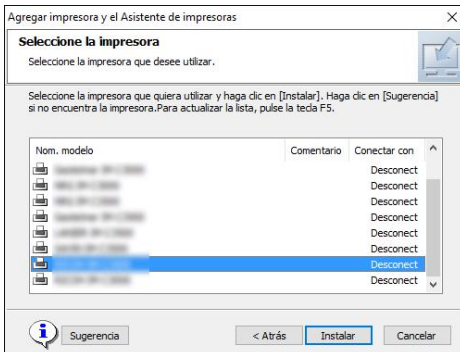 Agregar impresora y el Asistente de impresoras
Seleccione la impresora
Seleccione la impresora que desee utilizar.
Seleccione la impresora que quiera utilizar y haga clic en [Instalar]. Haga clic en [Sugerencia]
si no encuentra la impresora.Para actualizar la lista, pulse la tecla F5.
Nom. modelo Comentario Conectar con
Desconect
Desconect
Desconect
Desconect
Desconect
Desconect
Desconect
Desconect
Sugerencia < Atrás Instalar Cancelar